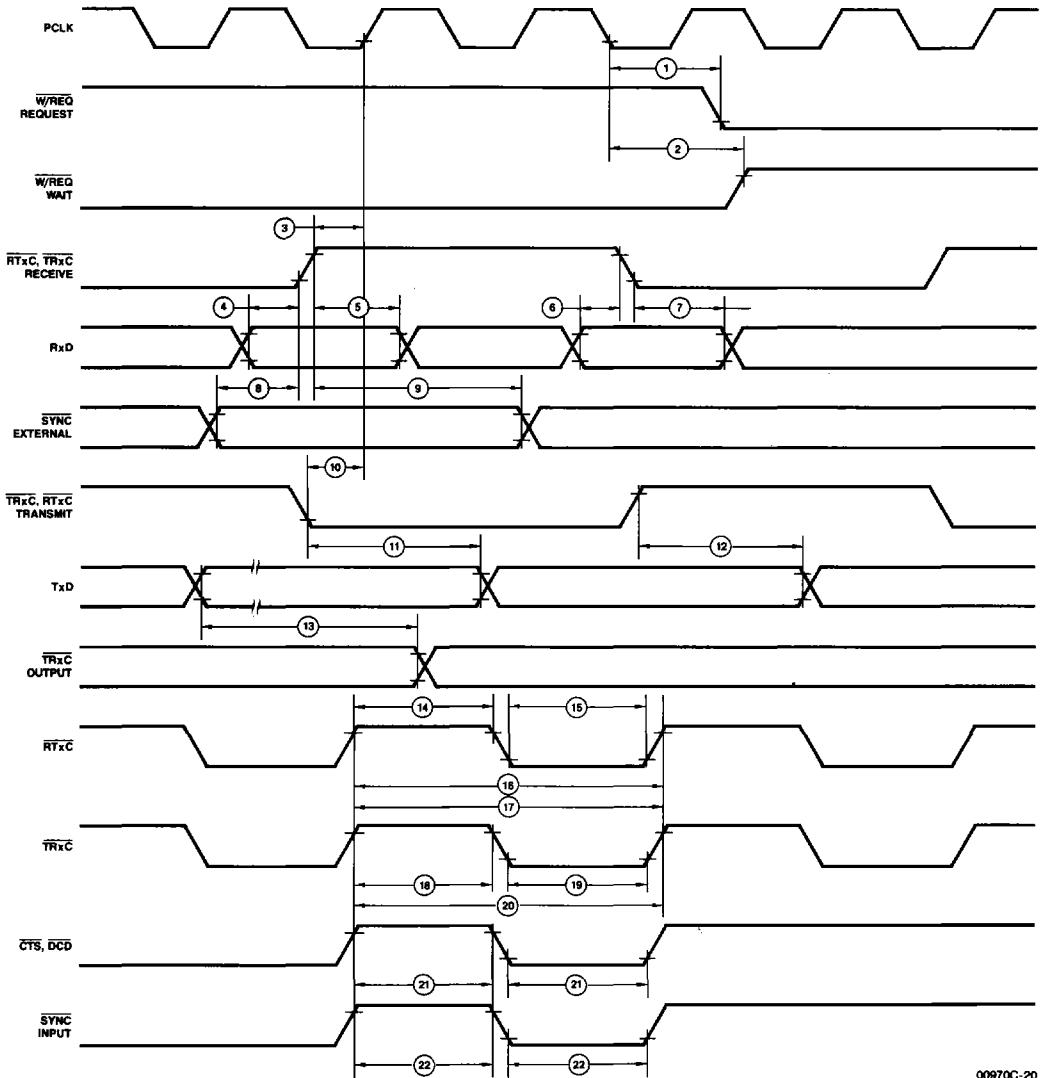 PCLK
1
W/REQ
REQUEST
2
W/REQ
WAIT
3
RTxC, TRxC
RECEIVE
4
5
6
7
RxD
8
9
SYNC
EXTERNAL
10
TRxC, RTxC
TRANSMIT
11
12
TxD
13
TRxC
OUTPUT
14
15
RTxC
16
17
TRxC
18
19
20
CTS, DCD
21
21
SYNC
INPUT
22
22
00970C-20